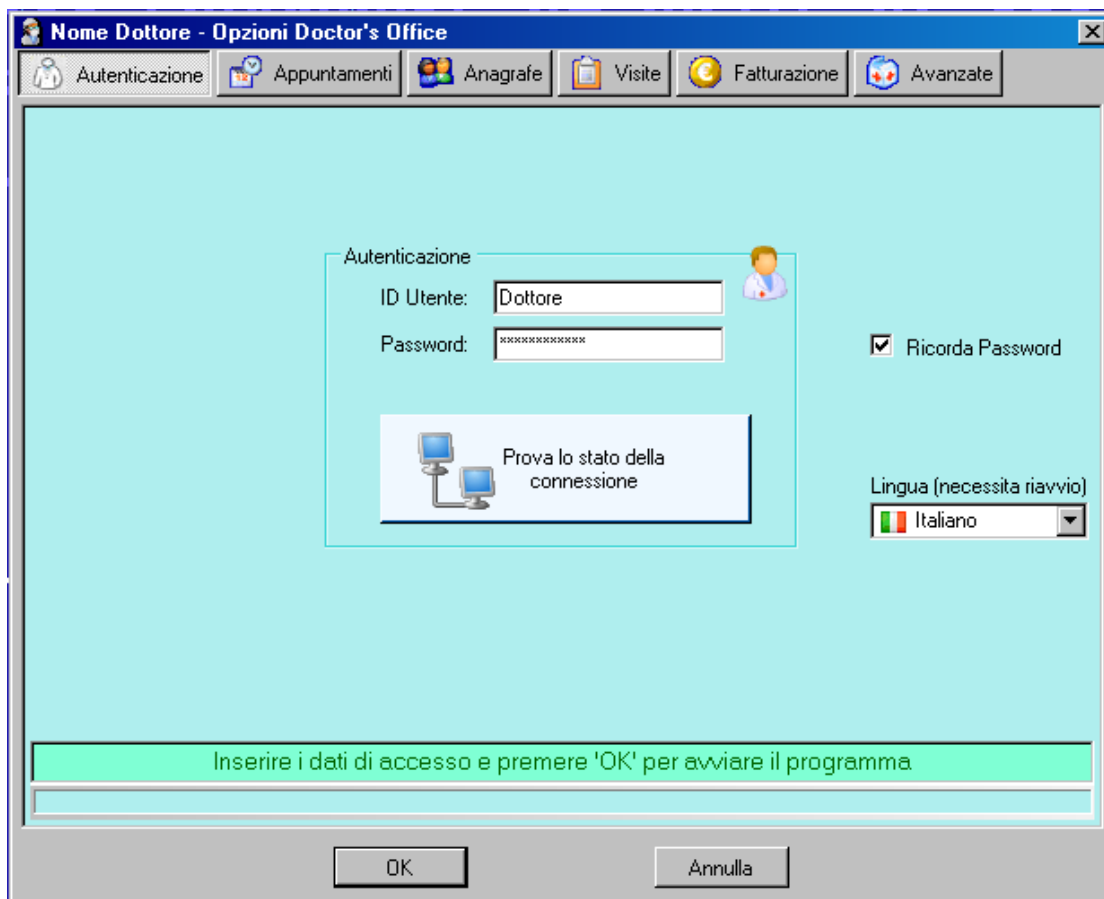 Nome Dottore - Opzioni Doctor's Office
Autenticazione Appuntamenti Anagrafe Visite Fatturazione Avanzate
Autenticazione
ID Utente: Dottore
Password: ************
Ricorda Password
Prova lo stato della
connessione
Lingua (necessita riavvio)
Italiano
Inserire i dati di accesso e premere 'OK' per avviare il programma
OK Annulla